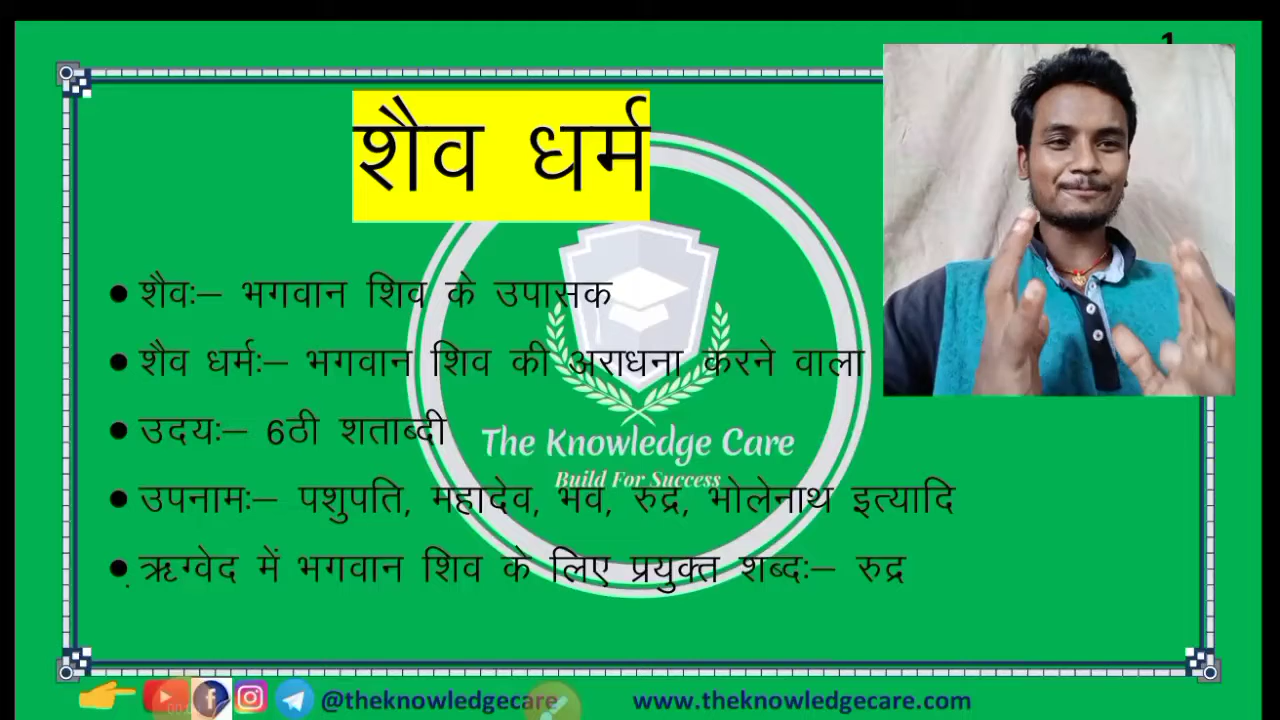 1
शैव धर्म
• शैवः– भगवान शिव के उपासक
• शैव धर्मः– भगवान शिव की अराधना करने वाला
• उदयः– 6ठी शताब्दी
• उपनामः– पशुपति, महादेव, भव, रुद्र, भोलेनाथ इत्यादि
• ऋग्वेद में भगवान शिव के लिए प्रयुक्त शब्दः– रुद्र
The Knowledge Care
Build For Success
@theknowledgecare www.theknowledgecare.com